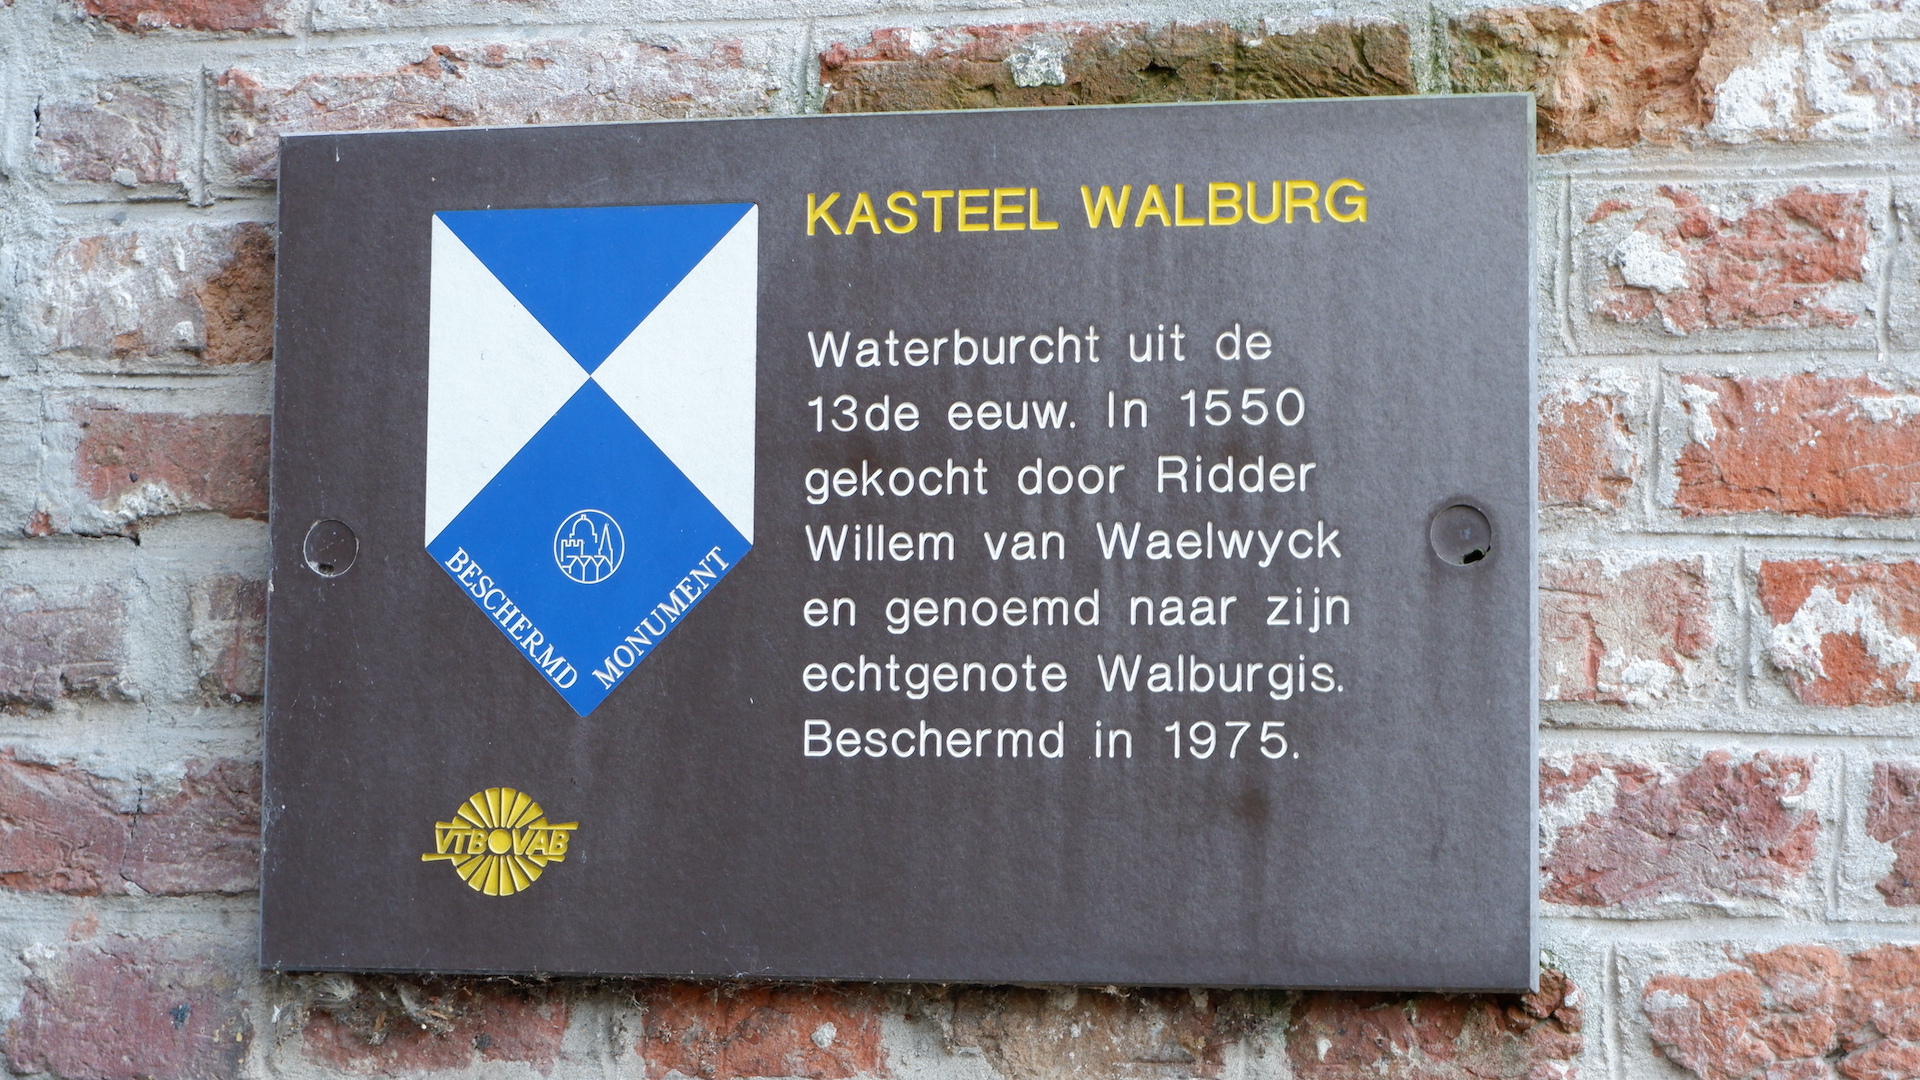 KASTEEL WALBURG
Waterburcht uit de
13de eeuw. In 1550
gekocht door Ridder
Willem van Waelwyck
en genoemd naar zijn
echtgenote Walburgis.
Beschermd in 1975.
BESCHERMD MONUMENT
VTB VAB